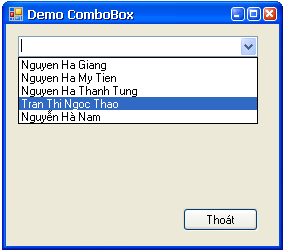 Demo ComboBox
Nguyen Ha Giang
Nguyen Ha My Tien
Nguyen Ha Thanh Tung
Tran Thi Ngoc Thao
Nguyễn Hà Nam
Thoát